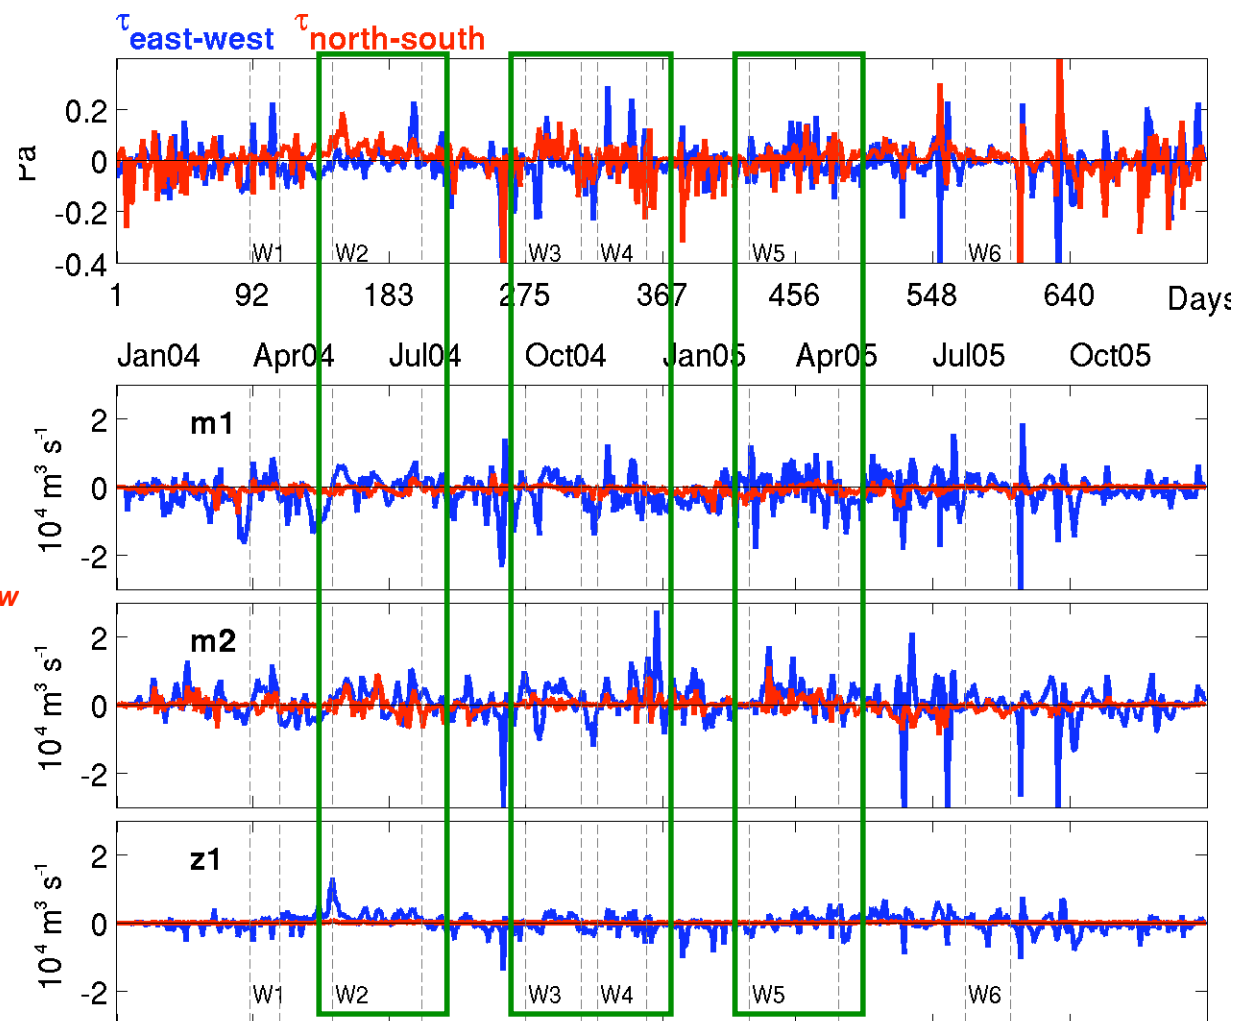 τeast-west τnorth-south
Pa
0.2
0
-0.2
-0.4
W1 W2 W3 W4 W5 W6
1 92 183 275 367 456 548 640 Days
Jan04 Apr04 Jul04 Oct04 Jan05 Apr05 Jul05 Oct05
m1
10⁴ m³ s⁻¹
2
0
-2
w
m2
10⁴ m³ s⁻¹
2
0
-2
z1
10⁴ m³ s⁻¹
2
0
-2
W1 W2 W3 W4 W5 W6